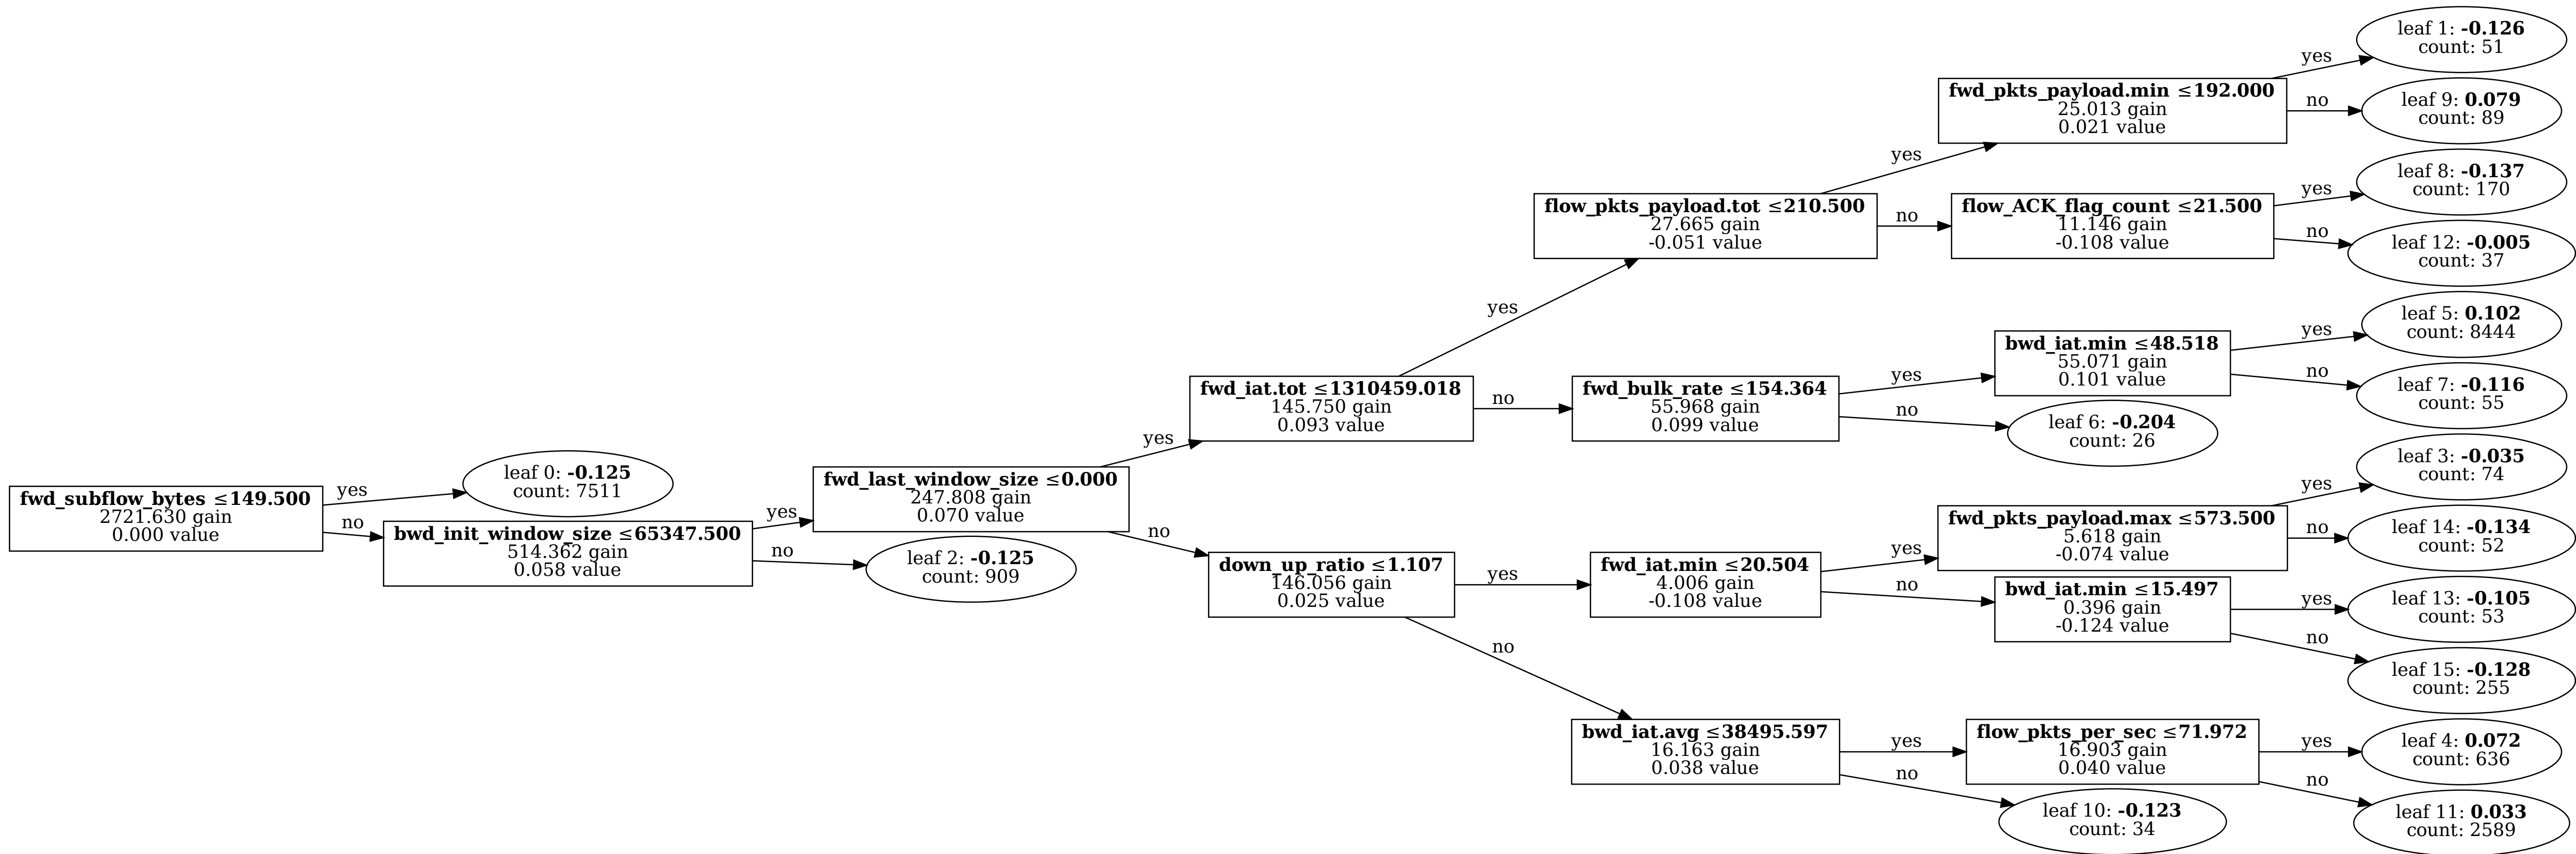 fwd_subflow_bytes ≤149.500
2721.630 gain
0.000 value
yes
no
leaf 0: -0.125
count: 7511
bwd_init_window_size ≤65347.500
514.362 gain
0.058 value
yes
no
fwd_last_window_size ≤0.000
247.808 gain
0.070 value
leaf 2: -0.125
count: 909
yes
no
fwd_iat.tot ≤1310459.018
145.750 gain
0.093 value
down_up_ratio ≤1.107
146.056 gain
0.025 value
yes
no
yes
no
flow_pkts_payload.tot ≤210.500
27.665 gain
-0.051 value
fwd_bulk_rate ≤154.364
55.968 gain
0.099 value
fwd_iat.min ≤20.504
4.006 gain
-0.108 value
bwd_iat.avg ≤38495.597
16.163 gain
0.038 value
yes
no
yes
no
yes
no
yes
no
fwd_pkts_payload.min ≤192.000
25.013 gain
0.021 value
flow_ACK_flag_count ≤21.500
11.146 gain
-0.108 value
bwd_iat.min ≤48.518
55.071 gain
0.101 value
leaf 6: -0.204
count: 26
fwd_pkts_payload.max ≤573.500
5.618 gain
-0.074 value
bwd_iat.min ≤15.497
0.396 gain
-0.124 value
flow_pkts_per_sec ≤71.972
16.903 gain
0.040 value
leaf 10: -0.123
count: 34
yes
no
yes
no
yes
no
yes
no
yes
no
yes
no
leaf 1: -0.126
count: 51
leaf 9: 0.079
count: 89
leaf 8: -0.137
count: 170
leaf 12: -0.005
count: 37
leaf 5: 0.102
count: 8444
leaf 7: -0.116
count: 55
leaf 3: -0.035
count: 74
leaf 14: -0.134
count: 52
leaf 13: -0.105
count: 53
leaf 15: -0.128
count: 255
leaf 4: 0.072
count: 636
leaf 11: 0.033
count: 2589